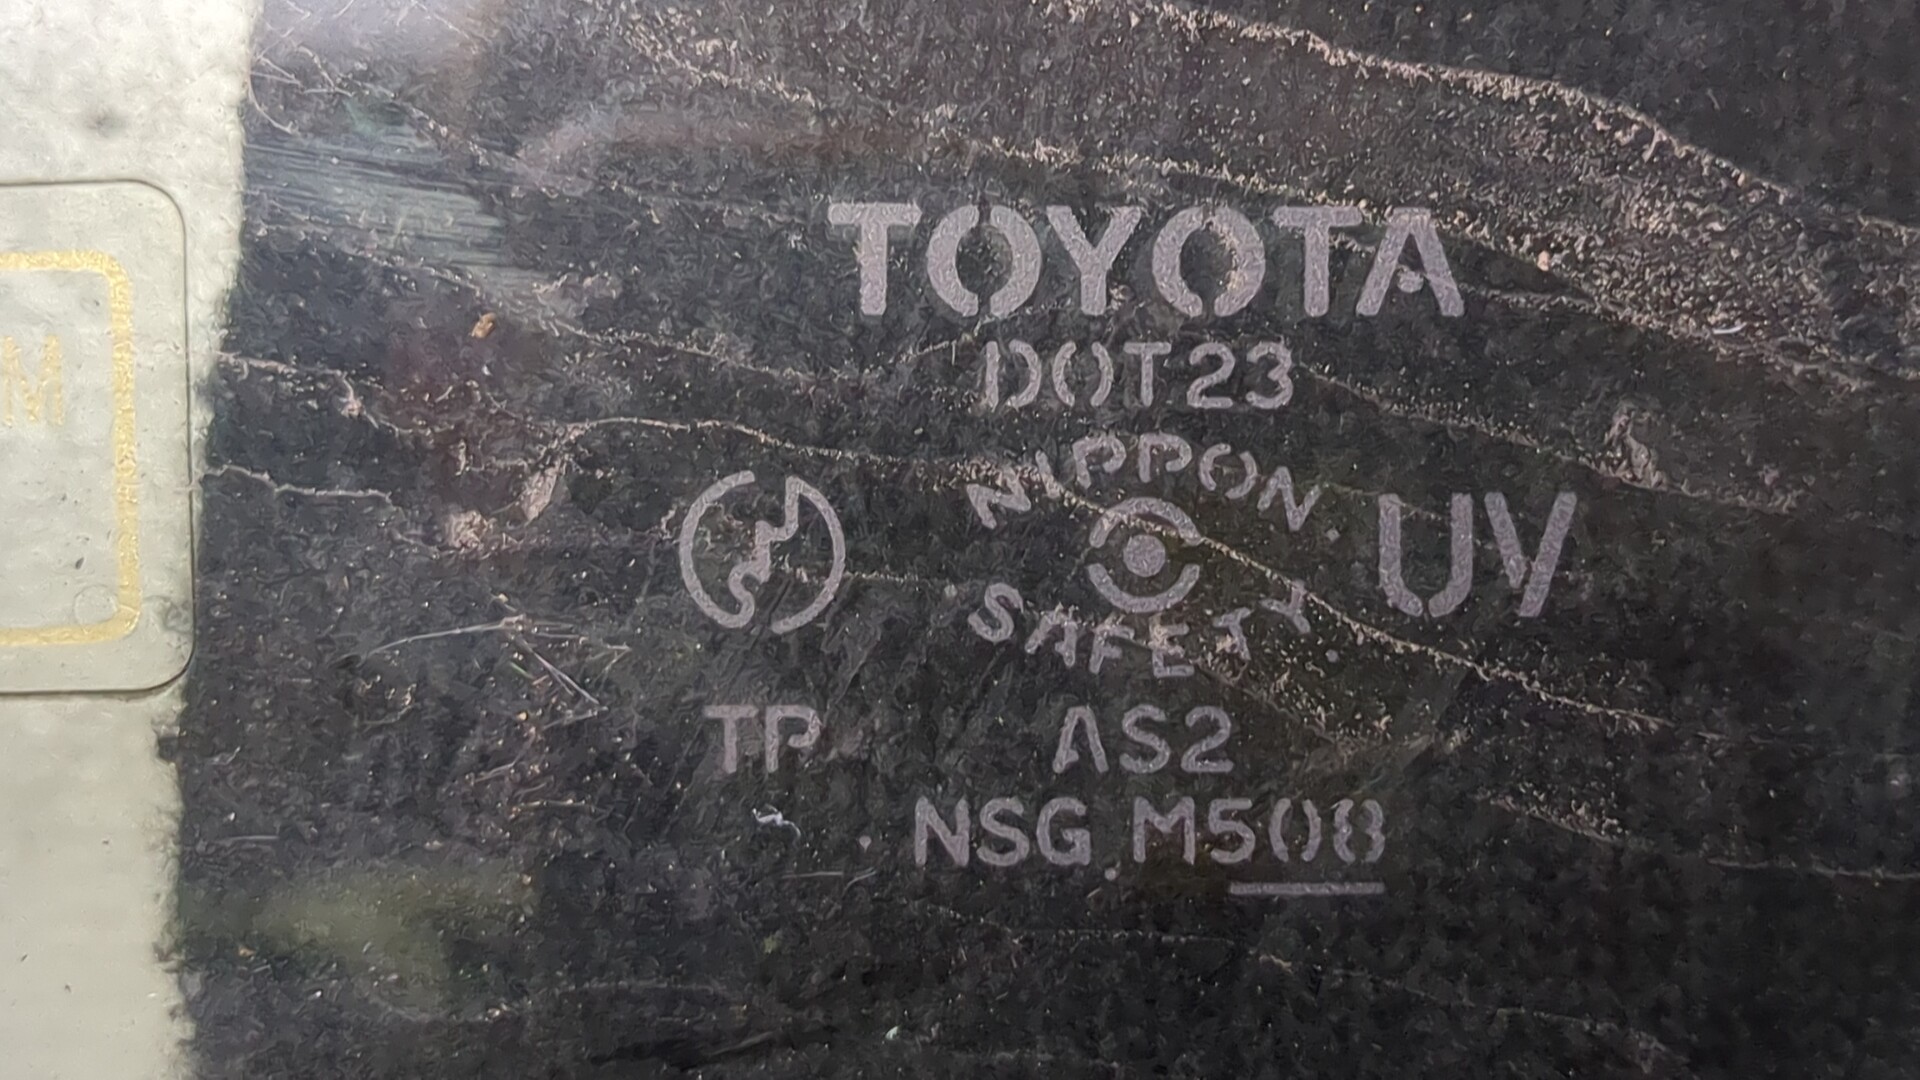 M
TOYOTA
DOT23
NIPPON
SAFETY
UV
TP
AS2
NSG M508